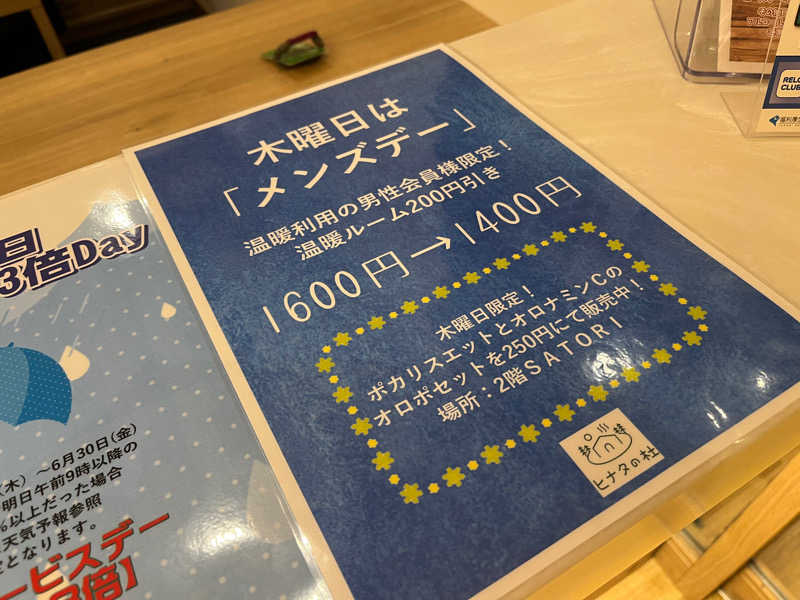 木曜日は
「メンズデー」
温暖利用の男性会員様限定！
温暖ルーム200円引き
1600円→1400円
木曜日限定！
ポカリスエットとオロナミンCの
オロポセットを250円にて販売中！
場所：2階SATORI
ヒナタの杜
日
3倍Day
(木) ～6月30日(金)
明日午前9時以降の
%以上だった場合
天気予報参照
となります。
ービスデー
倍】
RELO
CLUB